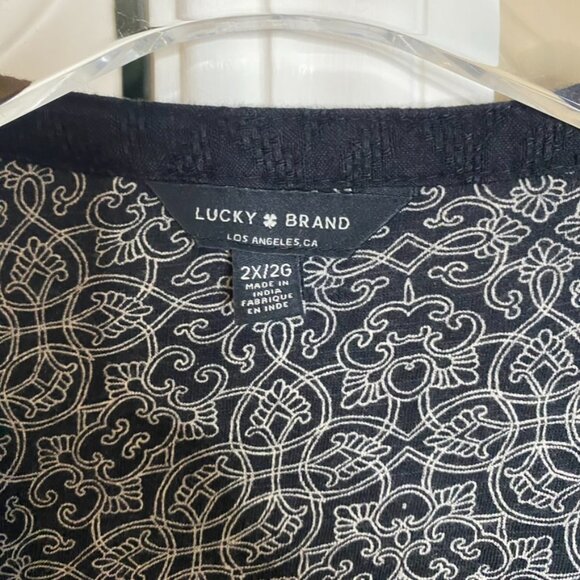 LUCKY BRAND
LOS ANGELES, CA
2X/2G
MADE IN
INDIA
FABRIQUE
EN INDE